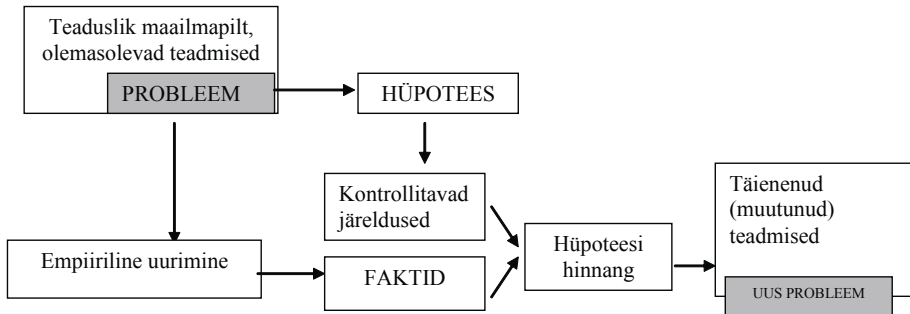 Teaduslik maailmapilt,
olemasolevad teadmised
PROBLEEM
HÜPOTEES
Kontrollitavad
järeldused
Empiiriline uurimine
FAKTID
Hüpoteesi
hinnang
Täienenud
(muutunud)
teadmised
UUS PROBLEEM